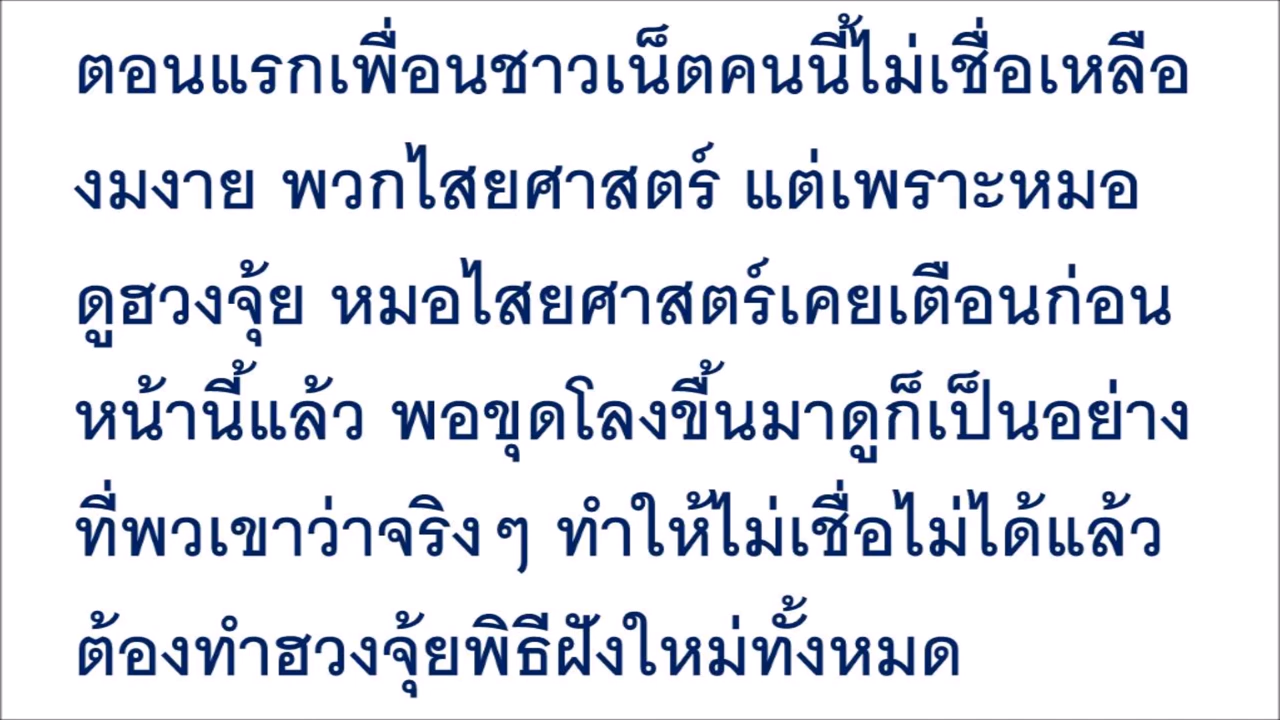 ตอนแรกเพื่อนชาวเน็ตคนนี้ไม่เชื่อเหลือ
งมงาย พวกไสยศาสตร์ แต่เพราะหมอ
ดูฮวงจุ้ย หมอไสยศาสตร์เคยเตือนก่อน
หน้านี้แล้ว พอขุดโลงขึ้นมาดูก็เป็นอย่าง
ที่พวเขาว่าจริงๆ ทำให้ไม่เชื่อไม่ได้แล้ว
ต้องทำฮวงจุ้ยพิธีฝังใหม่ทั้งหมด